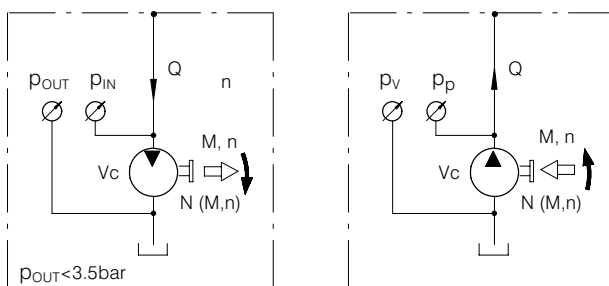 Q
n
pOUT
pIN
M, n
Vc
N (M,n)
pOUT<3.5bar
Q
pV
pp
M, n
Vc
N (M,n)